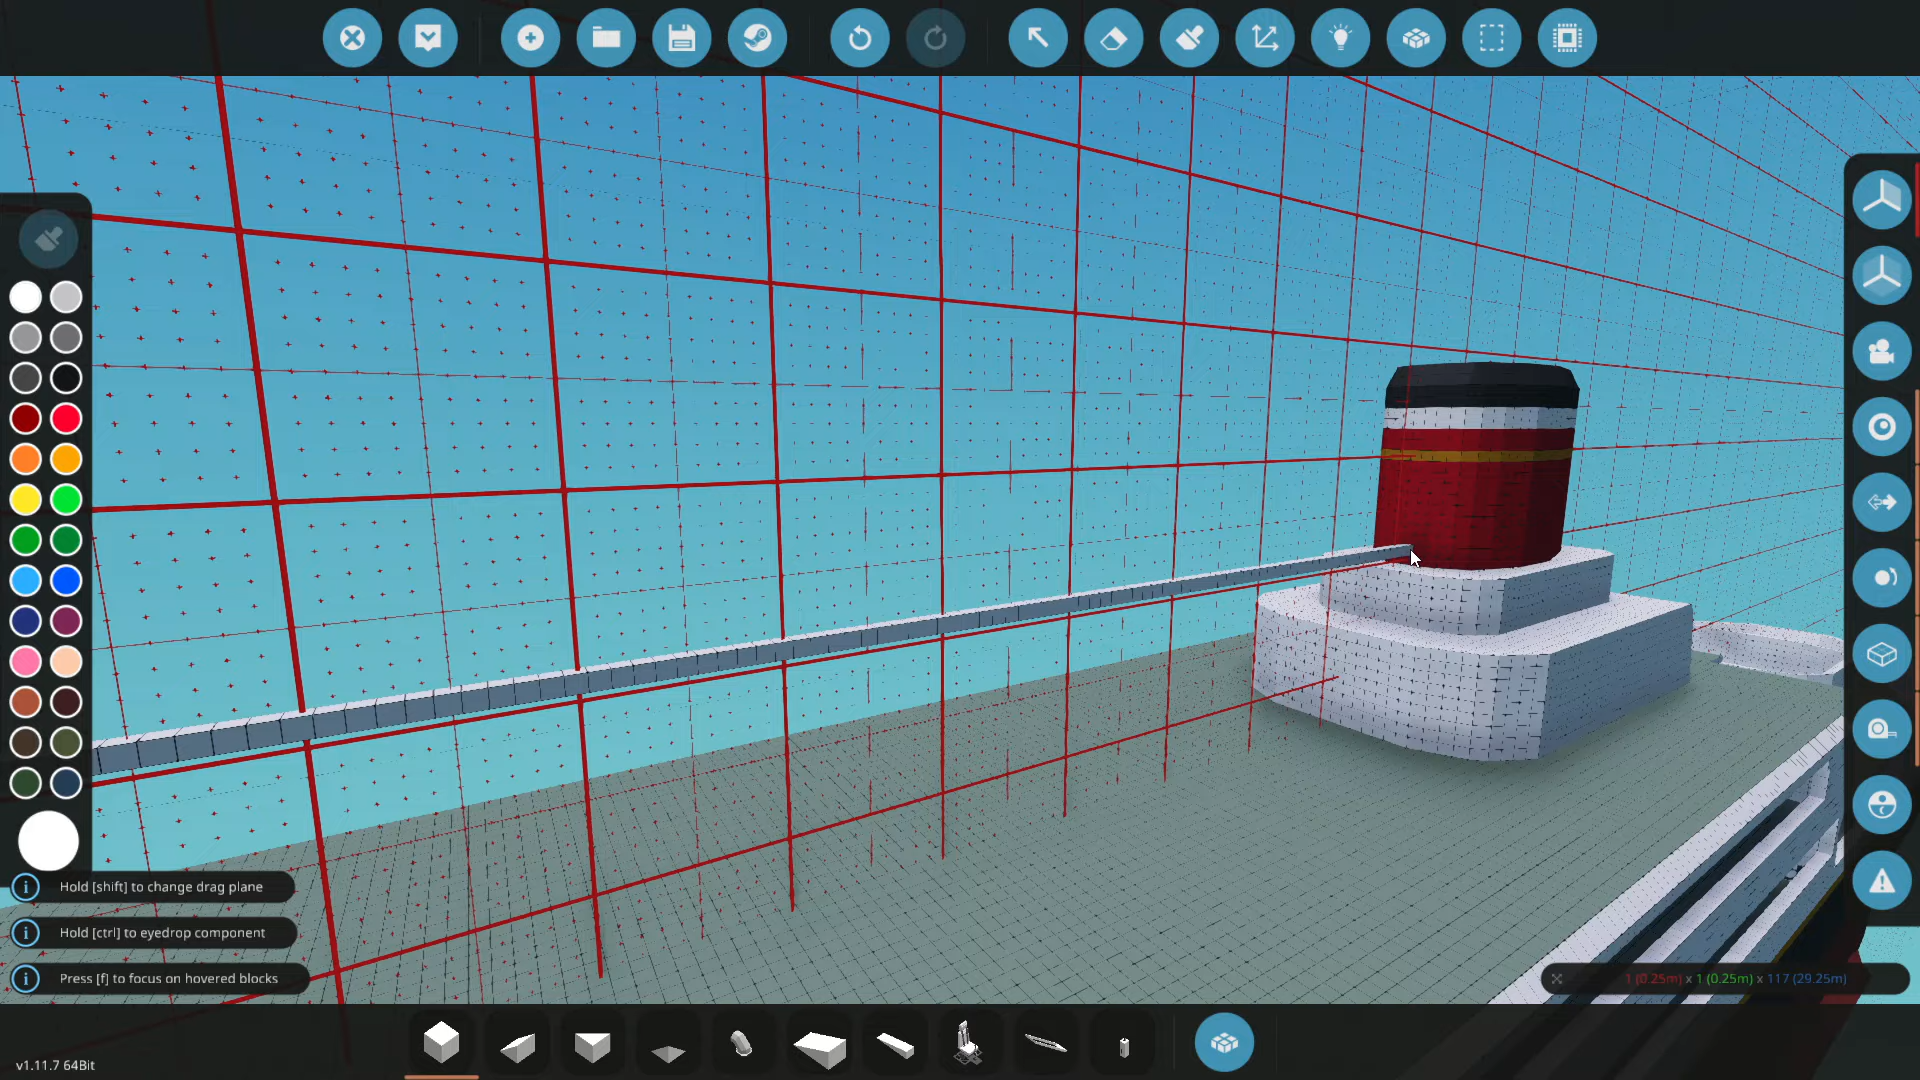 Hold [shift] to change drag plane
Hold [ctrl] to eyedrop component
Press [f] to focus on hovered blocks
1 (0.25m) x 1 (0.25m) x 117 (29.25m)
v1.11.7 64Bit